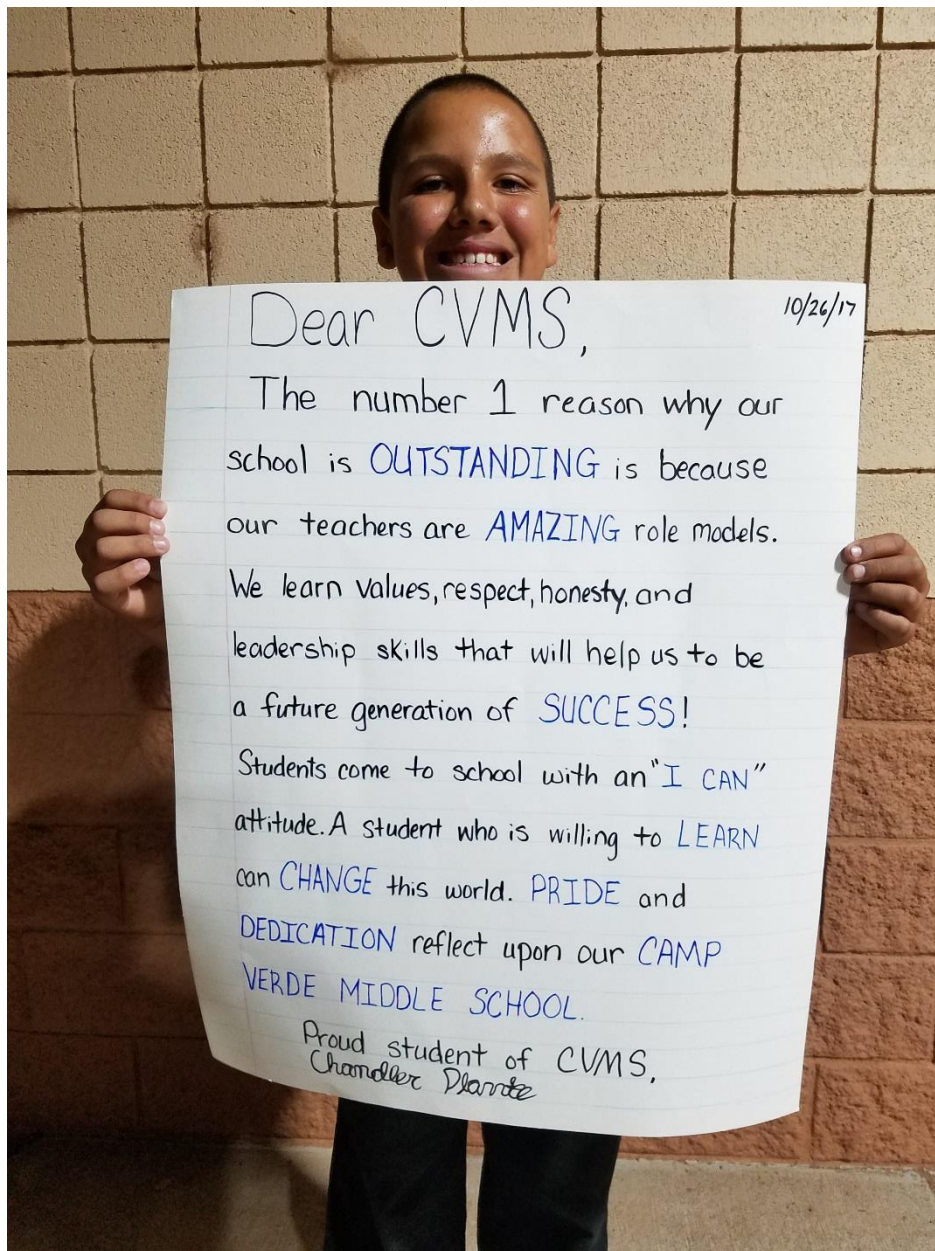 Dear CVMS,
10/26/17
The number 1 reason why our
school is OUTSTANDING is because
our teachers are AMAZING role models.
We learn values, respect, honesty, and
leadership skills that will help us to be
a future generation of SUCCESS!
Students come to school with an "I CAN"
attitude. A student who is willing to LEARN
can CHANGE this world. PRIDE and
DEDICATION reflect upon our CAMP
VERDE MIDDLE SCHOOL.
Proud student of CVMS,
Chandler